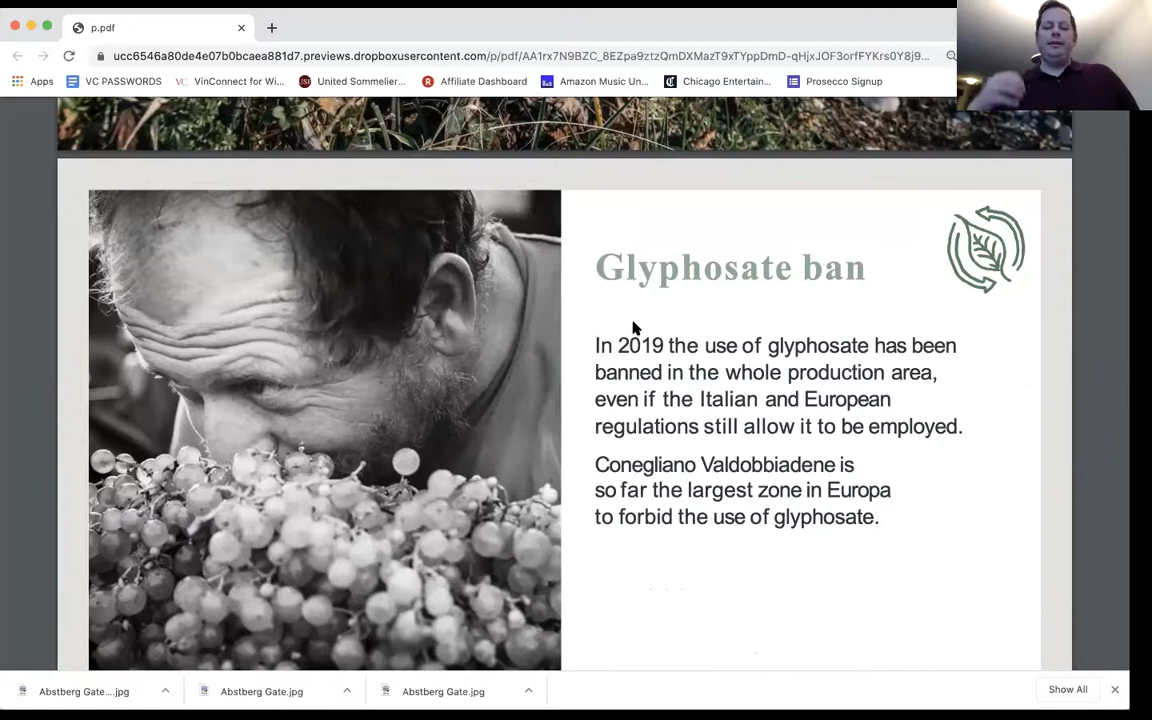 p.pdf
ucc6546a80de4e07b0bcaea881d7.previews.dropboxusercontent.com/p/pdf/AA1rx7N9BZC_8EZpa9ztzQmDXMazT9xTYppDmD-qHjxJOF3orfFYKrs0Y8j9...
Apps VC PASSWORDS VinConnect for Wi... United Sommelier... Affiliate Dashboard Amazon Music Un... Chicago Entertain... Prosecco Signup
Glyphosate ban
In 2019 the use of glyphosate has been
banned in the whole production area,
even if the Italian and European
regulations still allow it to be employed.
Conegliano Valdobbiadene is
so far the largest zone in Europa
to forbid the use of glyphosate.
Abstberg Gate....jpg Abstberg Gate.jpg Abstberg Gate.jpg Show All